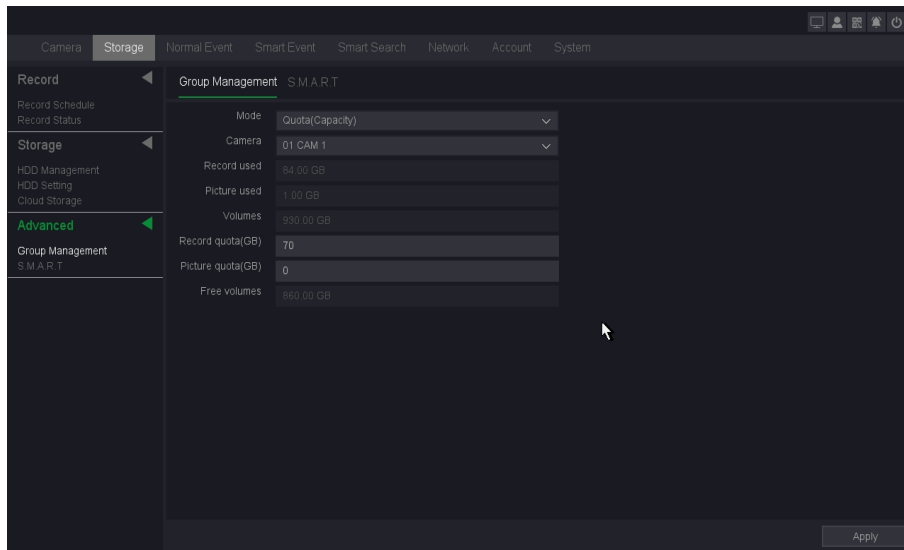 Camera Storage Normal Event Smart Event Smart Search Network Account System
Record
Record Schedule
Record Status
Storage
HDD Management
HDD Setting
Cloud Storage
Advanced
Group Management
S.M.A.R.T
Group Management S.M.A.R.T
Mode Quota(Capacity)
Camera 01 CAM 1
Record used 84.00 GB
Picture used 1.00 GB
Volumes 930.00 GB
Record quota(GB) 70
Picture quota(GB) 0
Free volumes 860.00 GB
Apply